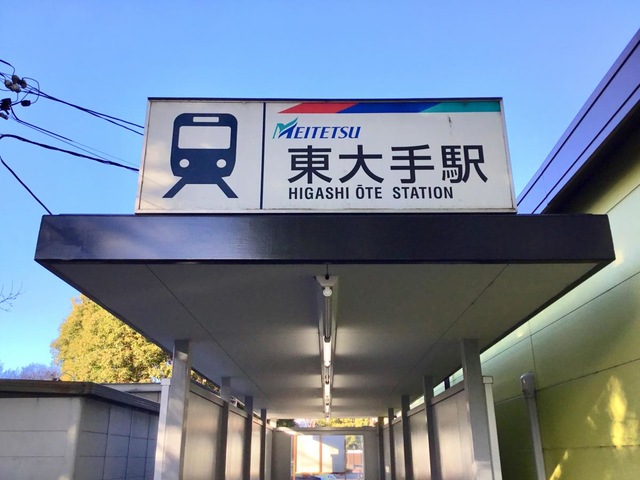 MEITETSU
東大手駅
HIGASHI ŌTE STATION